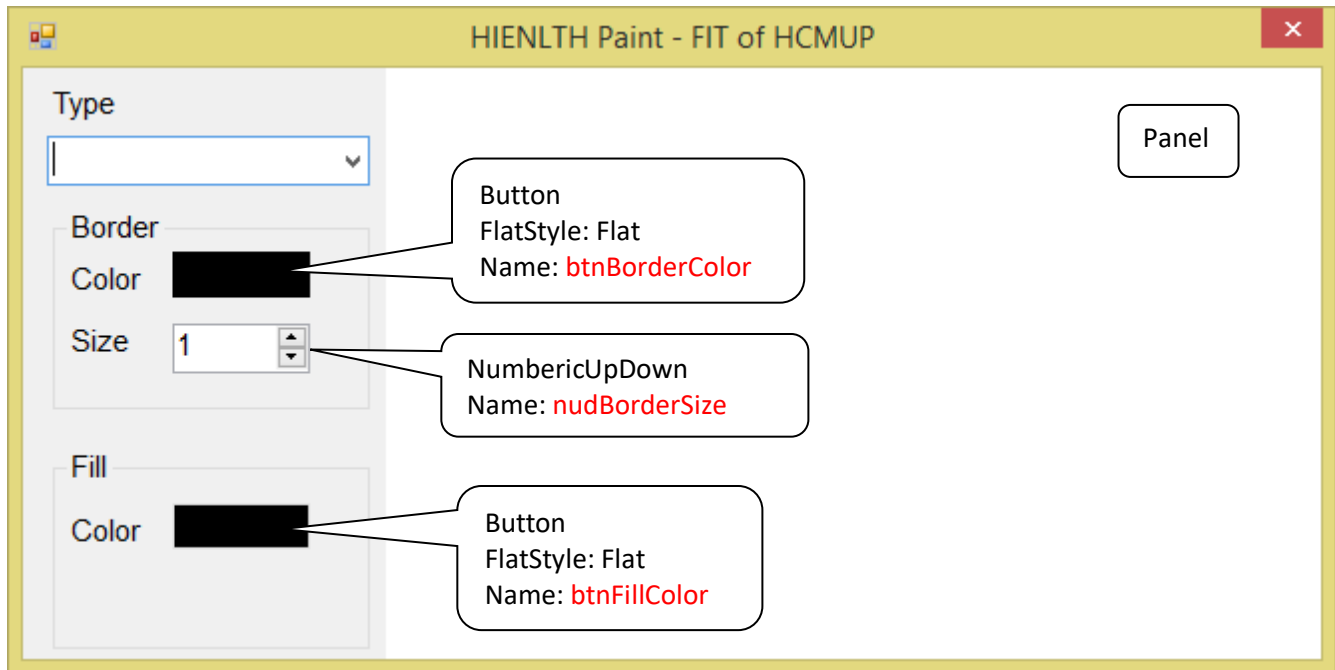 HIENLTH Paint - FIT of HCMUP
Type
Panel
Border
Color
Size
1
Button
FlatStyle: Flat
Name: btnBorderColor
NumbericUpDown
Name: nudBorderSize
Fill
Color
Button
FlatStyle: Flat
Name: btnFillColor